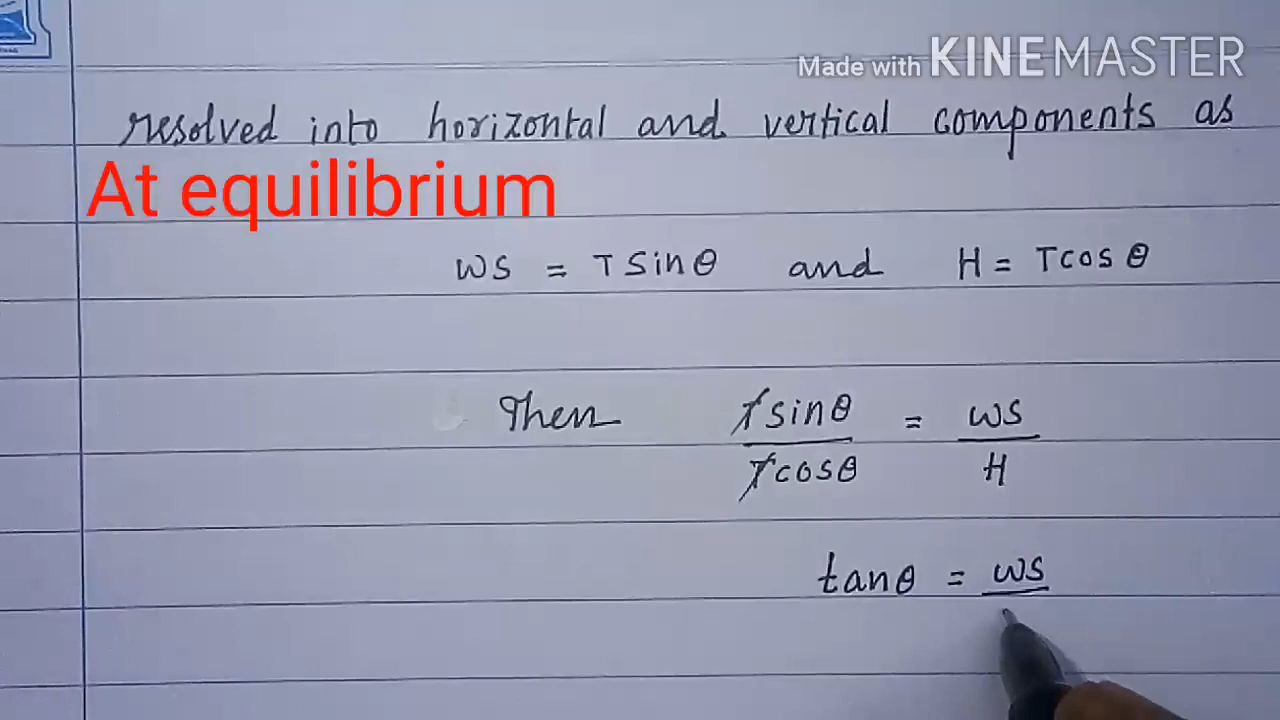 Made with KINEMASTER
resolved into horizontal and vertical components as
At equilibrium
ws = T sinθ and H = T cos θ
Then T sinθ / T cosθ = ws / H
tanθ = ws